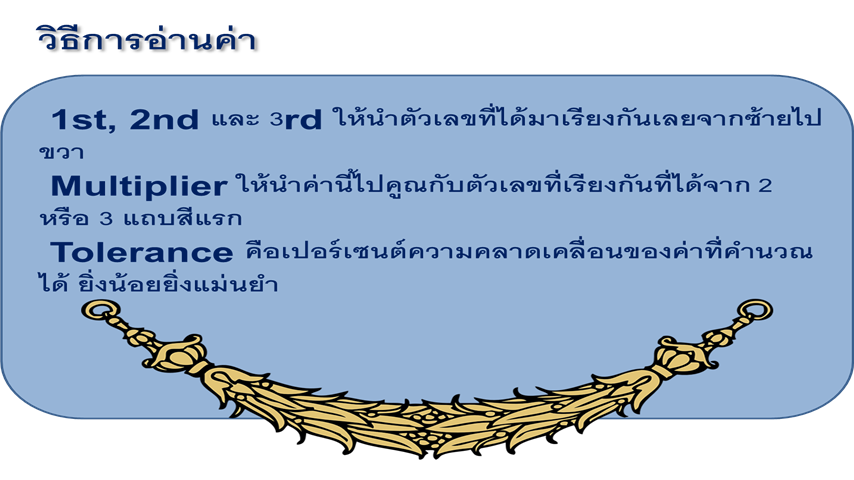 วิธีการอ่านค่า
1st, 2nd และ 3rd ให้นำตัวเลขที่ได้มาเรียงกันเลยจากซ้ายไป
ขวา
Multiplier ให้นำค่านี้ไปคูณกับตัวเลขที่เรียงกันที่ได้จาก 2
หรือ 3 แถบสีแรก
Tolerance คือเปอร์เซนต์ความคลาดเคลื่อนของค่าที่คำนวณ
ได้ ยิ่งน้อยยิ่งแม่นยำ